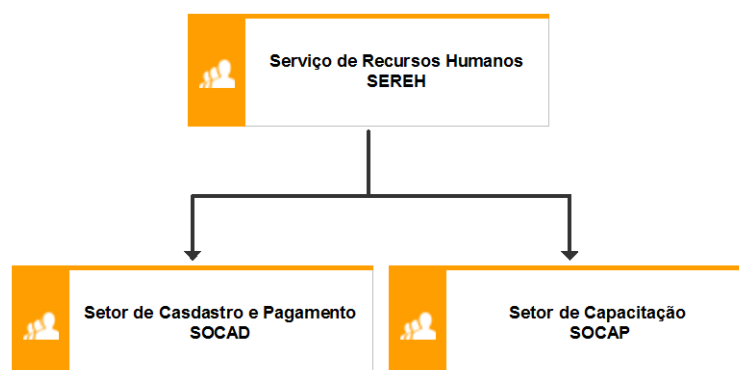 Serviço de Recursos Humanos
SEREH
Setor de Casdastro e Pagamento
SOCAD
Setor de Capacitação
SOCAP